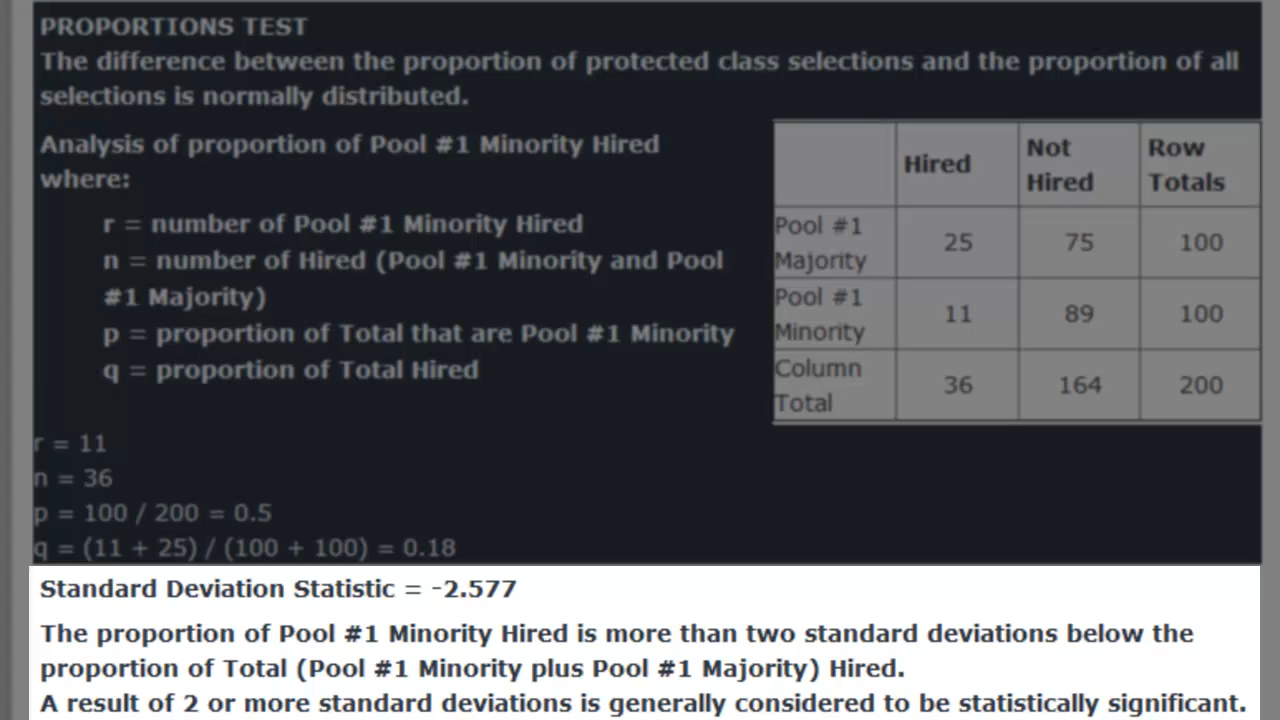 PROPORTIONS TEST
The difference between the proportion of protected class selections and the proportion of all
selections is normally distributed.
Analysis of proportion of Pool #1 Minority Hired
where:
r = number of Pool #1 Minority Hired
n = number of Hired (Pool #1 Minority and Pool
#1 Majority)
p = proportion of Total that are Pool #1 Minority
q = proportion of Total Hired
Hired Not Hired Row Totals
Pool #1 Majority 25 75 100
Pool #1 Minority 11 89 100
Column Total 36 164 200
r = 11
n = 36
p = 100 / 200 = 0.5
q = (11 + 25) / (100 + 100) = 0.18
Standard Deviation Statistic = -2.577
The proportion of Pool #1 Minority Hired is more than two standard deviations below the
proportion of Total (Pool #1 Minority plus Pool #1 Majority) Hired.
A result of 2 or more standard deviations is generally considered to be statistically significant.